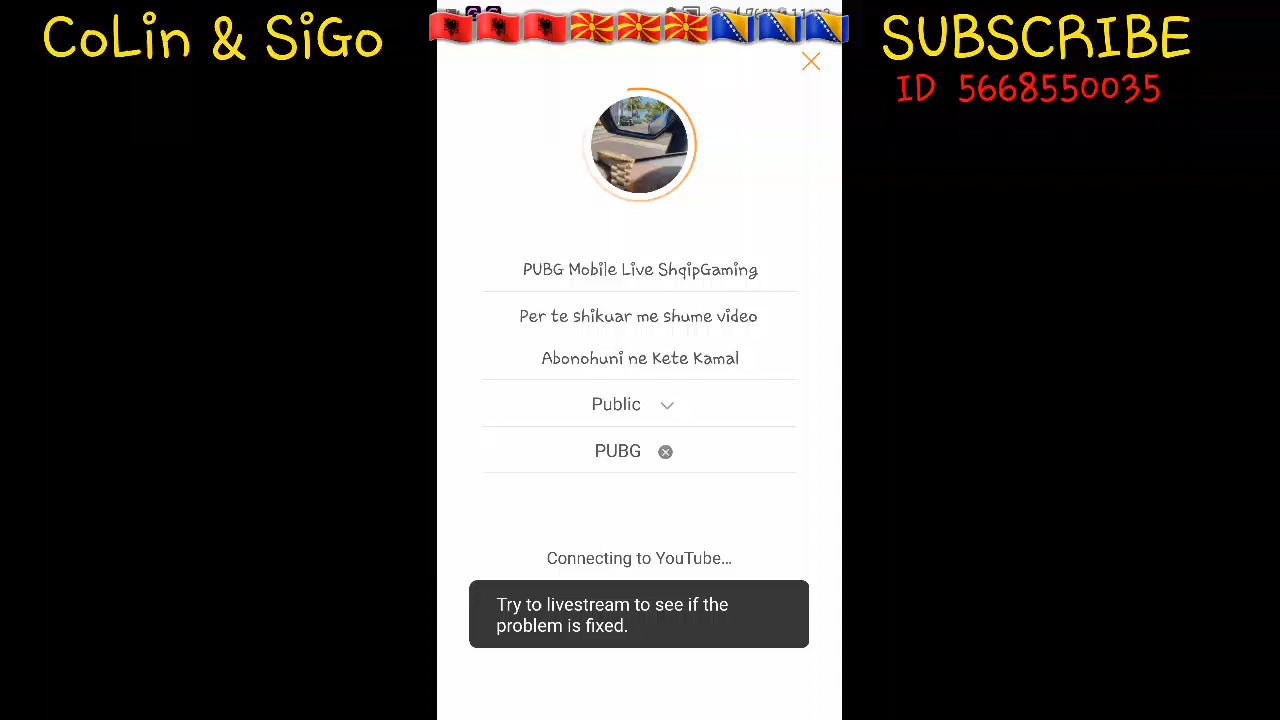 CoLin & SiGo
SUBSCRIBE
ID 5668550035
PUBG Mobile Live ShqipGaming
Per te shikuar me shume video
Abonohuni ne Kete Kamal
Public
PUBG
Connecting to YouTube...
Try to livestream to see if the
problem is fixed.